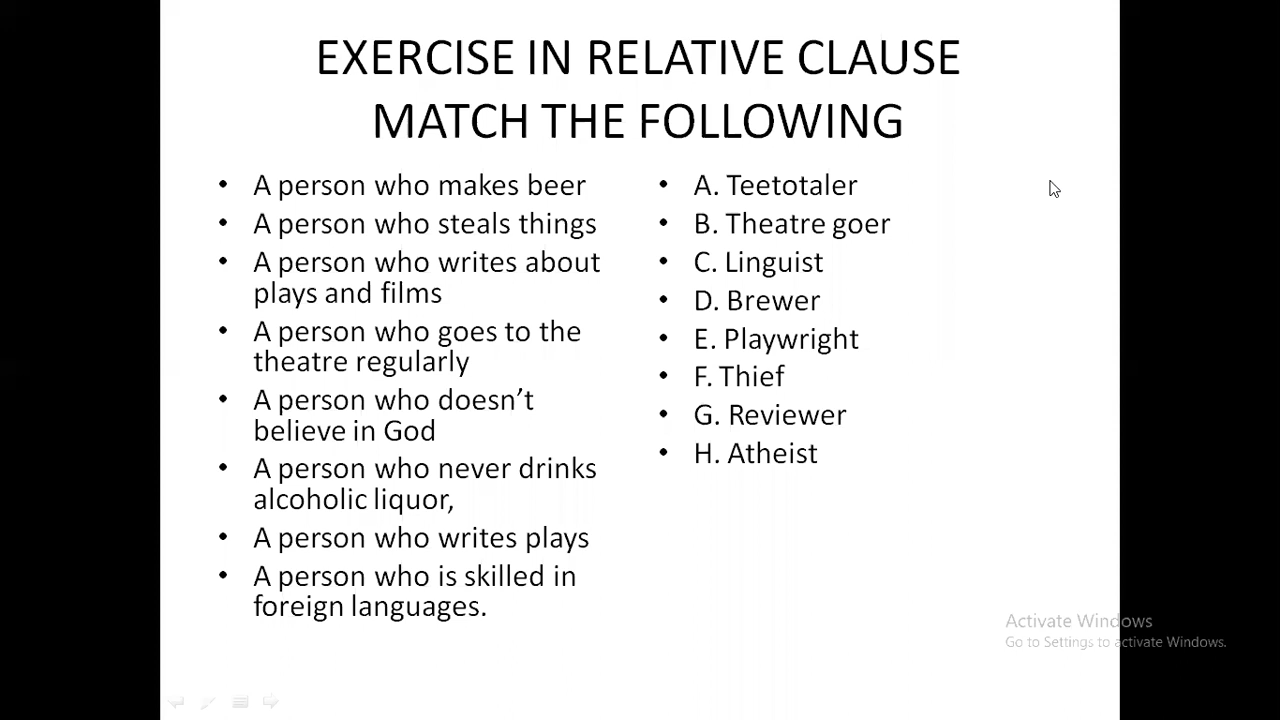 EXERCISE IN RELATIVE CLAUSE
MATCH THE FOLLOWING
• A person who makes beer
• A person who steals things
• A person who writes about
plays and films
• A person who goes to the
theatre regularly
• A person who doesn’t
believe in God
• A person who never drinks
alcoholic liquor,
• A person who writes plays
• A person who is skilled in
foreign languages.
• A. Teetotaler
• B. Theatre goer
• C. Linguist
• D. Brewer
• E. Playwright
• F. Thief
• G. Reviewer
• H. Atheist
Activate Windows
Go to Settings to activate Windows.